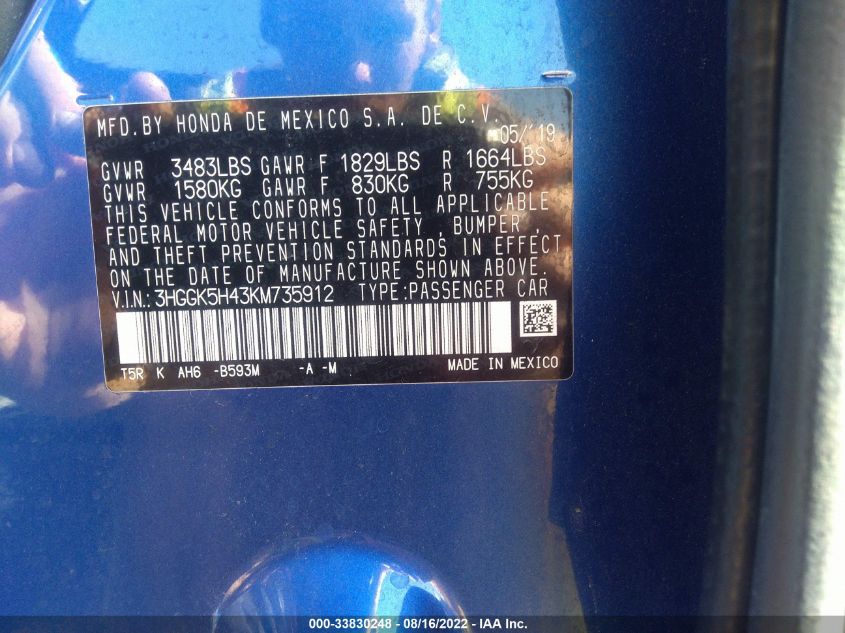 MFD.BY HONDA DE MEXICO S.A. DE C.V.
05/'19
GVWR 3483LBS GAWR F 1829LBS R 1664LBS
GVWR 1580KG GAWR F 830KG R 755KG
THIS VEHICLE CONFORMS TO ALL APPLICABLE
FEDERAL MOTOR VEHICLE SAFETY , BUMPER ,
AND THEFT PREVENTION STANDARDS IN EFFECT
ON THE DATE OF MANUFACTURE SHOWN ABOVE.
V.I.N.:3HGGK5H43KM735912 TYPE:PASSENGER CAR
T5R K AH6 -B593M -A -M MADE IN MEXICO
000-33830248 - 08/16/2022 - IAA Inc.